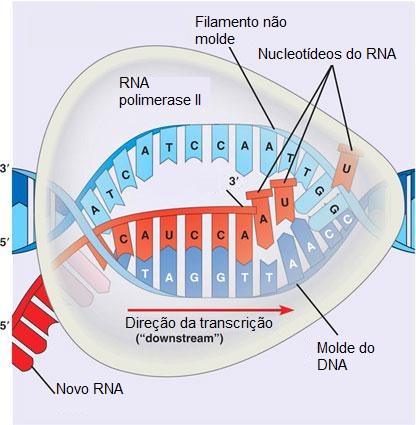 Filamento não
molde
Nucleotídeos do RNA
RNA
polimerase II
A T C A T C C A A T T G G
U
3'
3'
A U
C A U C C A
5'
T A G G T T A A C C
5'
Direção da transcrição
("downstream")
Molde do
DNA
Novo RNA